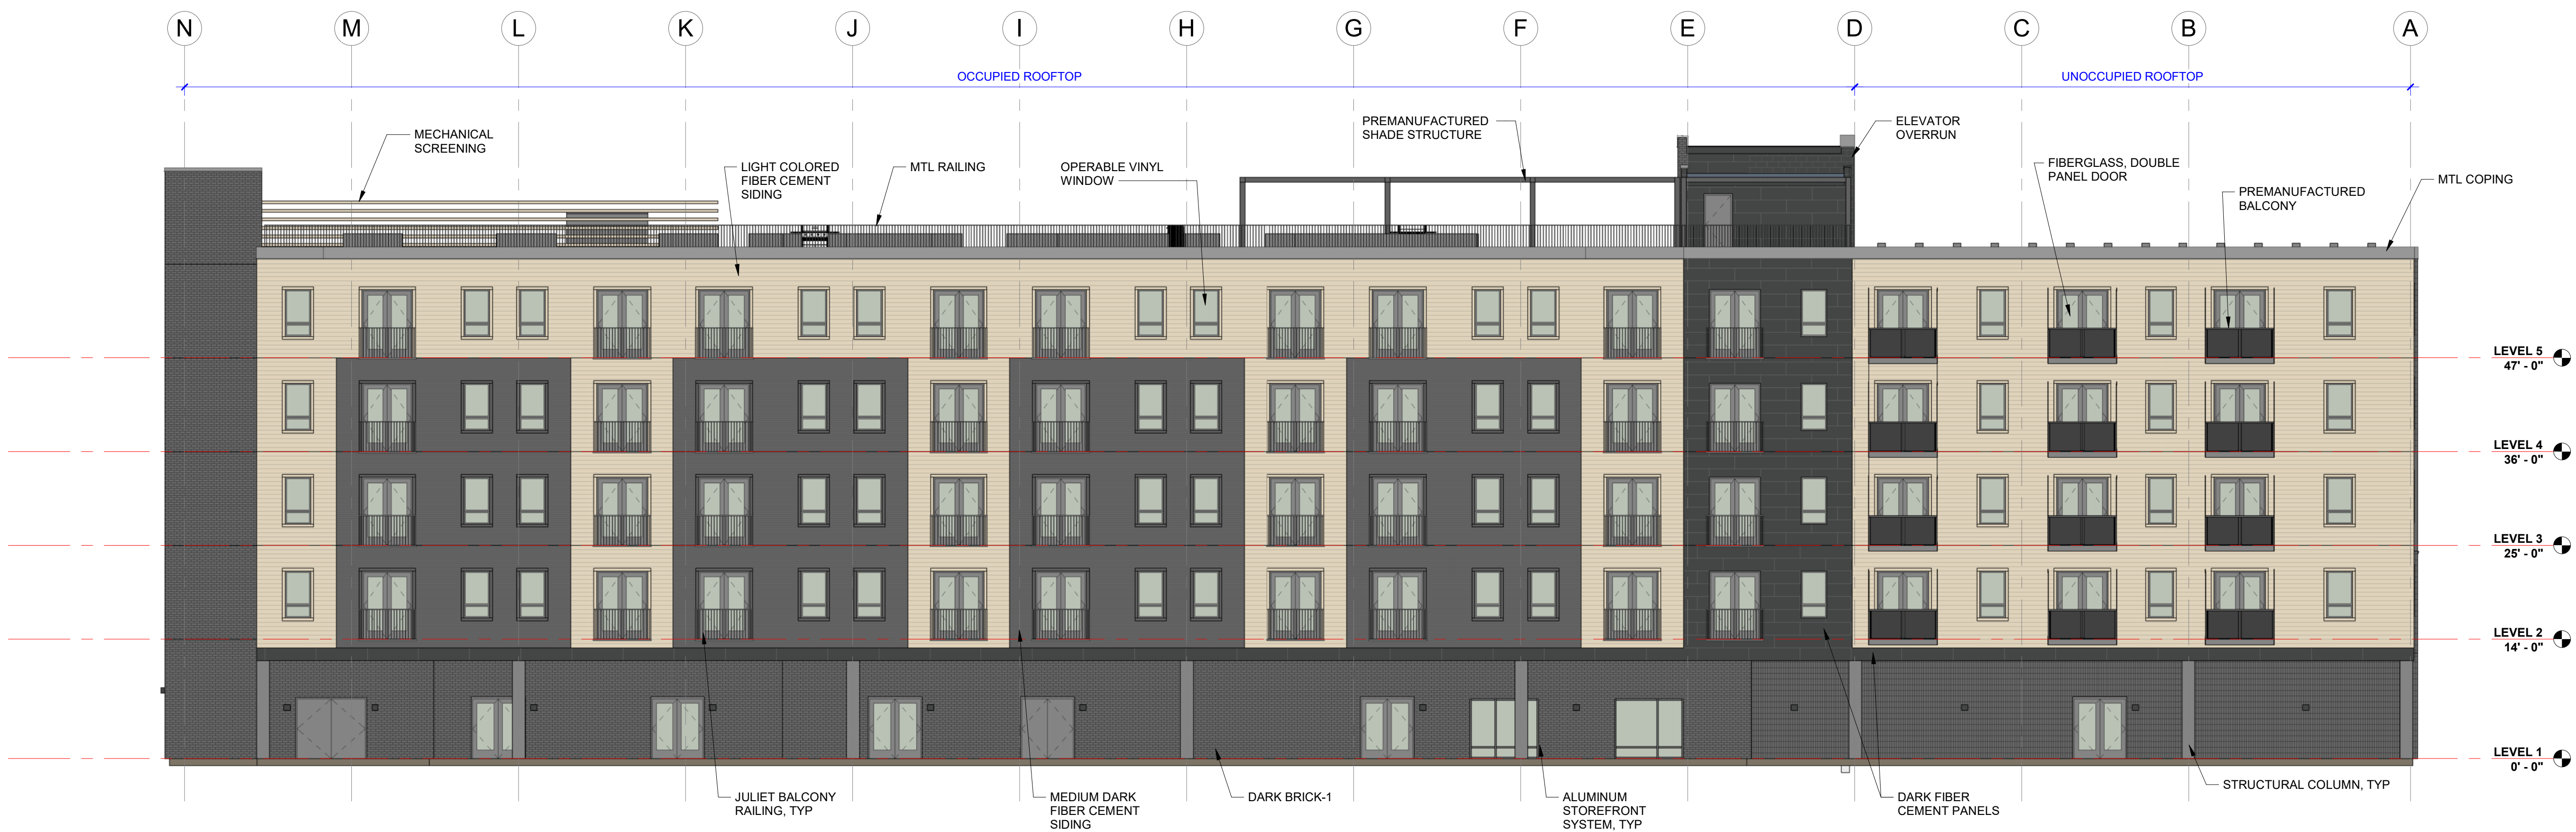 N M L K J I H G F E D C B A
OCCUPIED ROOFTOP
UNOCCUPIED ROOFTOP
MECHANICAL
SCREENING
LIGHT COLORED
FIBER CEMENT
SIDING
MTL RAILING
OPERABLE VINYL
WINDOW
PREMANUFACTURED
SHADE STRUCTURE
ELEVATOR
OVERRUN
FIBERGLASS, DOUBLE
PANEL DOOR
PREMANUFACTURED
BALCONY
MTL COPING
LEVEL 5
47' - 0"
LEVEL 4
36' - 0"
LEVEL 3
25' - 0"
LEVEL 2
14' - 0"
LEVEL 1
0' - 0"
JULIET BALCONY
RAILING, TYP
MEDIUM DARK
FIBER CEMENT
SIDING
DARK BRICK-1
ALUMINUM
STOREFRONT
SYSTEM, TYP
DARK FIBER
CEMENT PANELS
STRUCTURAL COLUMN, TYP